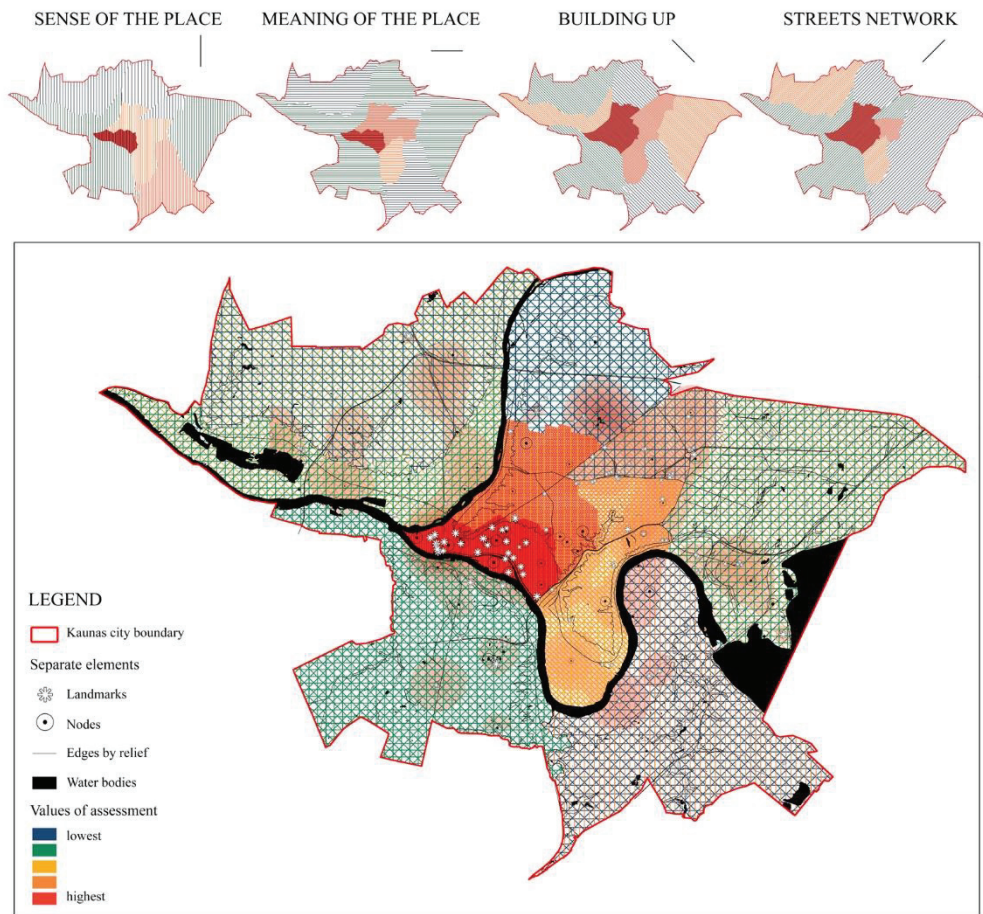 SENSE OF THE PLACE
MEANING OF THE PLACE
BUILDING UP
STREETS NETWORK
LEGEND
Kaunas city boundary
Separate elements
Landmarks
Nodes
Edges by relief
Water bodies
Values of assessment
lowest
highest